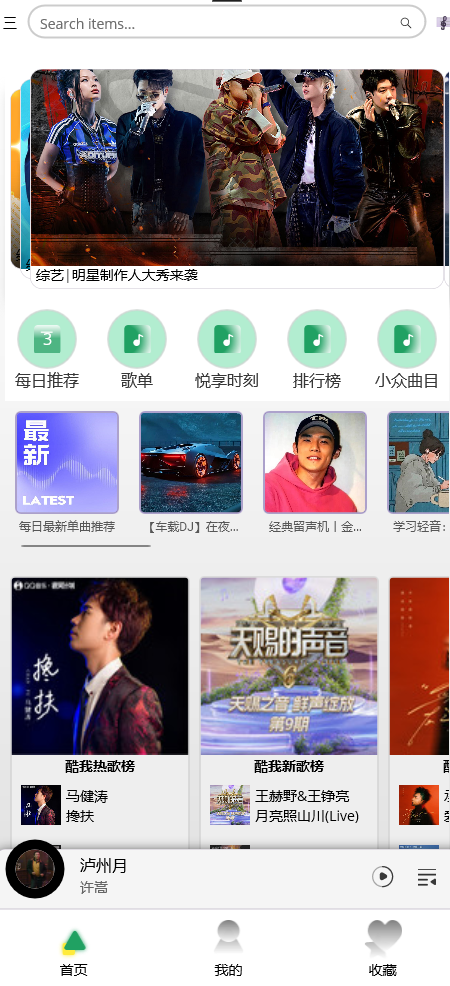 Search items...
综艺|明星制作人大秀来袭
3
每日推荐
歌单
悦享时刻
排行榜
小众曲目
最新
LATEST
每日最新单曲推荐
【车载DJ】在夜...
经典留声机丨金...
学习轻音:
QQ音乐
搀扶
天赐的声音
6
天赐之音 鲜声绽放
第9期
酷我热歌榜
酷我新歌榜
马健涛
搀扶
王赫野&王铮亮
月亮照山川(Live)
泸州月
许嵩
首页
我的
收藏